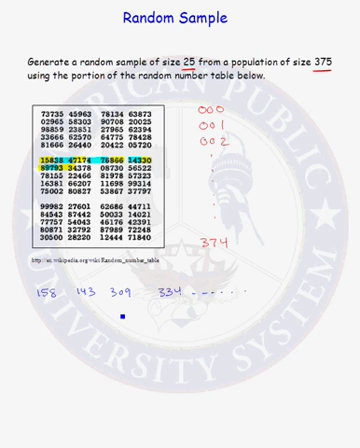 Random Sample
Generate a random sample of size 25 from a population of size 375
using the portion of the random number table below.
73735 45963 78134 63873
02965 58303 90708 20025
98859 23851 27965 62394
33666 62570 64775 78428
81666 26440 20422 05720
15838 47174 76866 14330
89793 34378 08730 56522
78155 22466 81978 57323
16381 66207 11698 99314
75002 80827 53867 37797
99982 27601 62686 44711
84543 87442 50033 14021
77757 54043 46176 42391
80871 32792 87989 72248
30500 28220 12444 71840
000
001
002
374
http://en.wikipedia.org/wiki/Random_number_table
158 143 309 334
AMERICAN PUBLIC UNIVERSITY SYSTEM